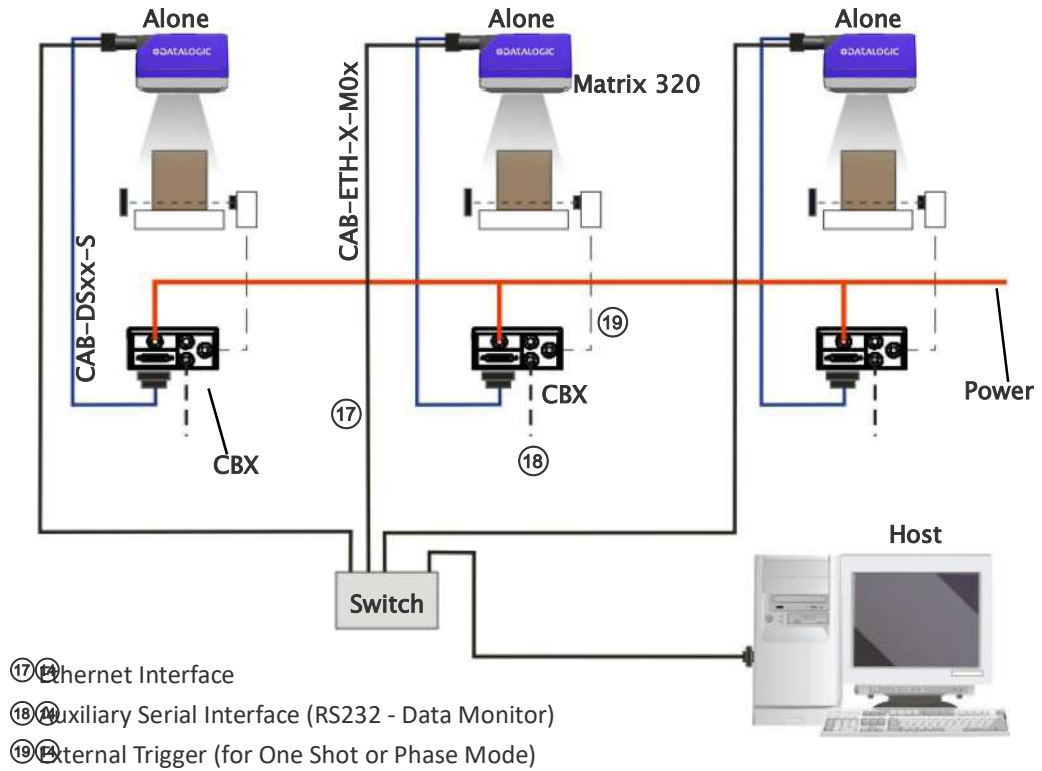 Alone
Alone
Alone
DATALOGIC
DATALOGIC
DATALOGIC
Matrix 320
CAB-ETH-X-M0x
CAB-DSxx-S
19
CBX
Power
17
CBX
18
Host
Switch
17 Ethernet Interface
18 Auxiliary Serial Interface (RS232 - Data Monitor)
19 External Trigger (for One Shot or Phase Mode)